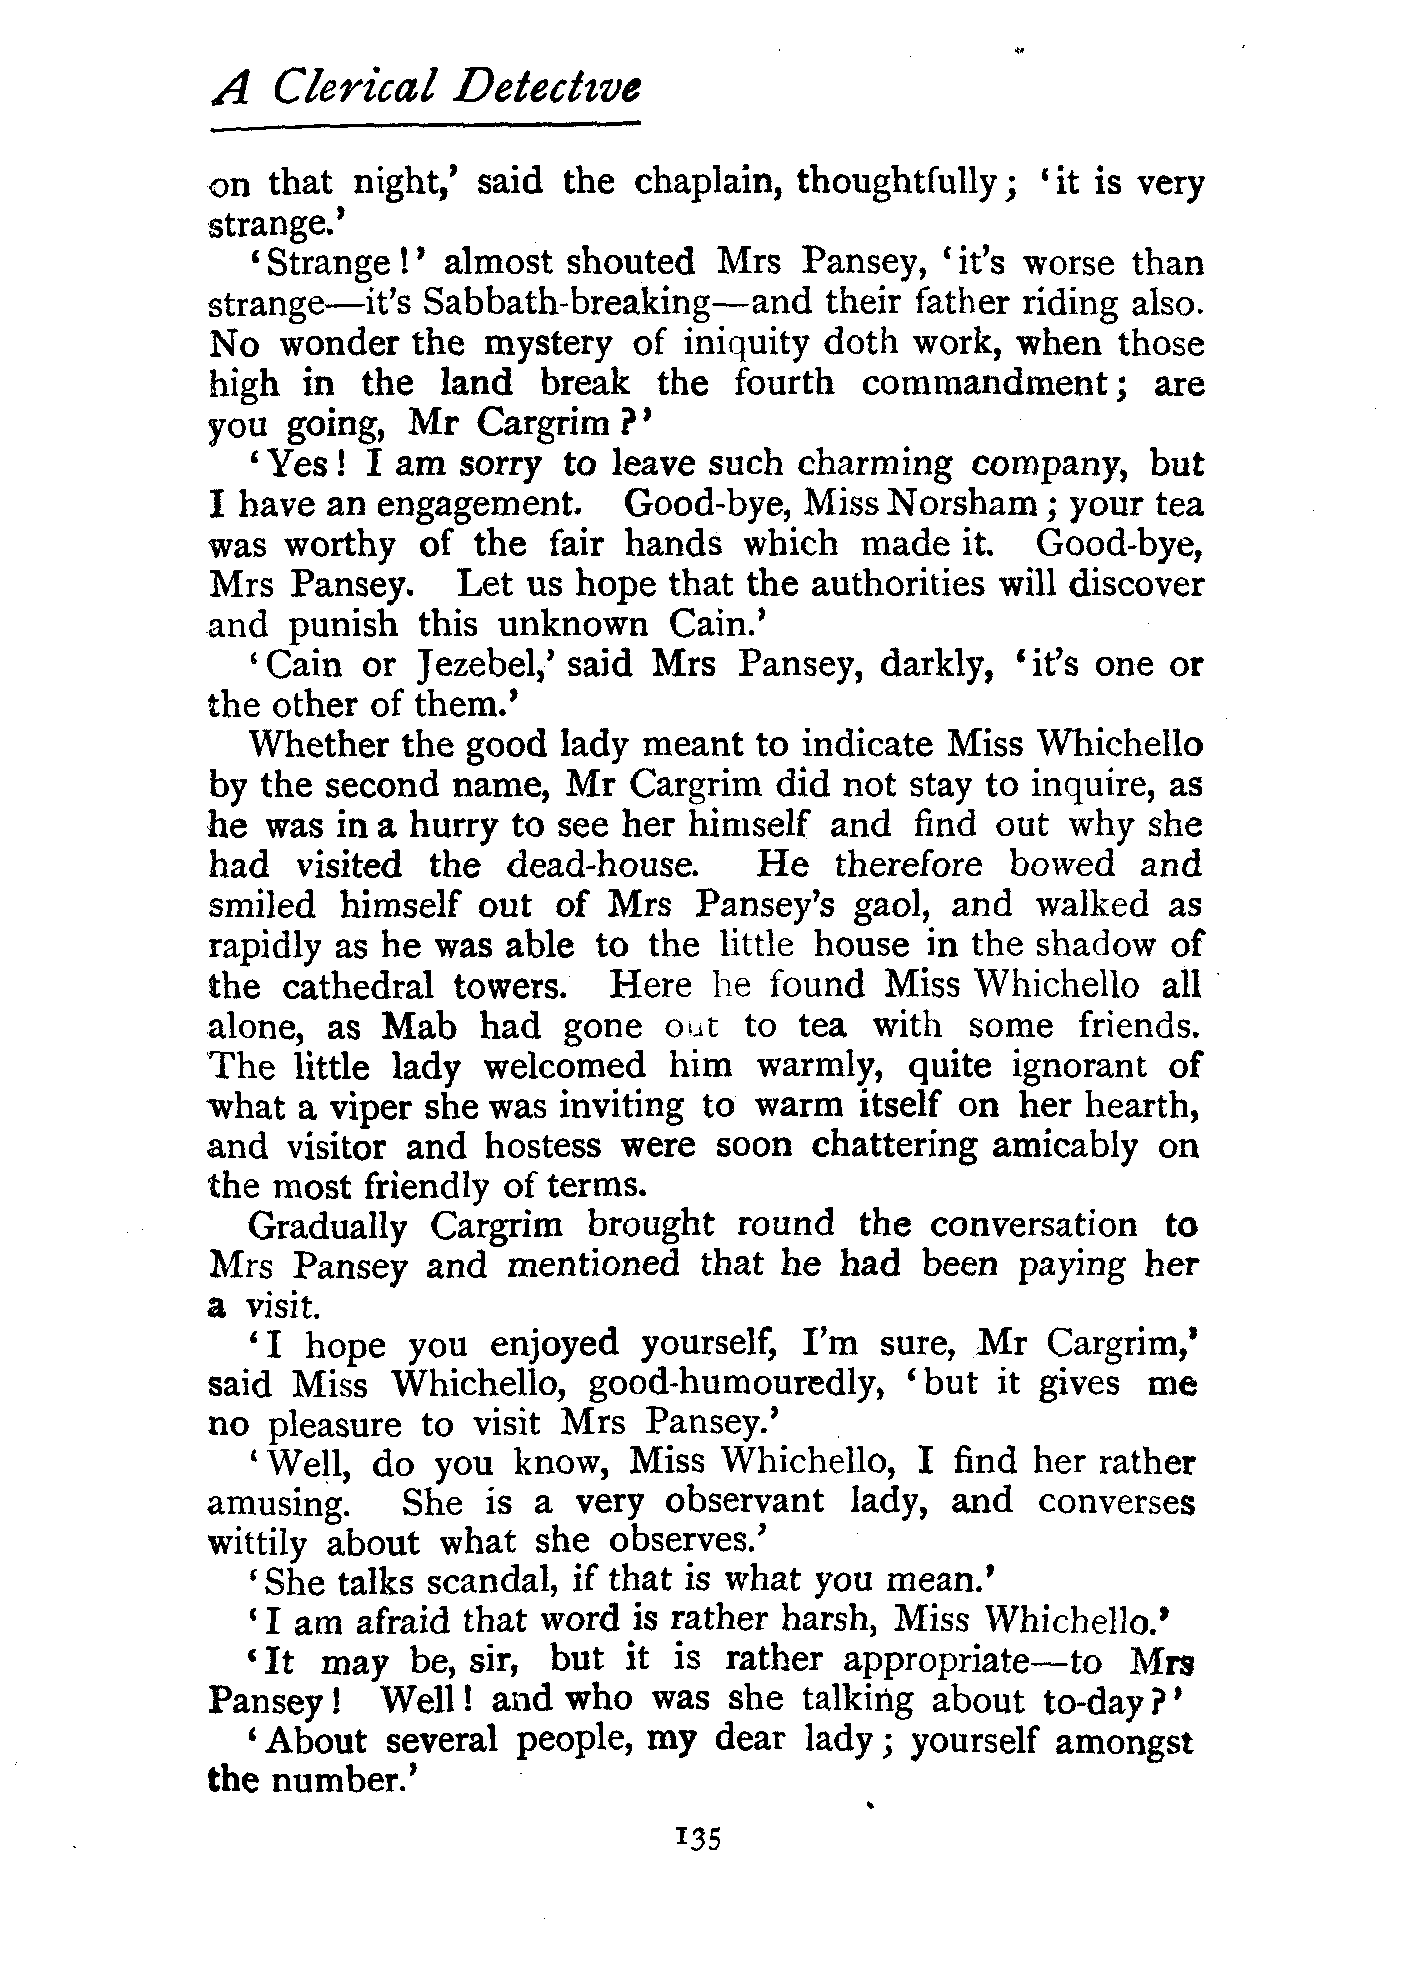 A Clerical Detective
on that night,' said the chaplain, thoughtfully; 'it is very
strange.'
'Strange!' almost shouted Mrs Pansey, 'it's worse than
strange—it's Sabbath-breaking—and their father riding also.
No wonder the mystery of iniquity doth work, when those
high in the land break the fourth commandment; are
you going, Mr Cargrim?'
'Yes! I am sorry to leave such charming company, but
I have an engagement. Good-bye, Miss Norsham; your tea
was worthy of the fair hands which made it. Good-bye,
Mrs Pansey. Let us hope that the authorities will discover
and punish this unknown Cain.'
'Cain or Jezebel,' said Mrs Pansey, darkly, 'it's one or
the other of them.'
Whether the good lady meant to indicate Miss Whichello
by the second name, Mr Cargrim did not stay to inquire, as
he was in a hurry to see her himself and find out why she
had visited the dead-house. He therefore bowed and
smiled himself out of Mrs Pansey's gaol, and walked as
rapidly as he was able to the little house in the shadow of
the cathedral towers. Here he found Miss Whichello all
alone, as Mab had gone out to tea with some friends.
The little lady welcomed him warmly, quite ignorant of
what a viper she was inviting to warm itself on her hearth,
and visitor and hostess were soon chattering amicably on
the most friendly of terms.
Gradually Cargrim brought round the conversation to
Mrs Pansey and mentioned that he had been paying her
a visit.
'I hope you enjoyed yourself, I'm sure, Mr Cargrim,'
said Miss Whichello, good-humouredly, 'but it gives me
no pleasure to visit Mrs Pansey.'
'Well, do you know, Miss Whichello, I find her rather
amusing. She is a very observant lady, and converses
wittily about what she observes.'
'She talks scandal, if that is what you mean.'
'I am afraid that word is rather harsh, Miss Whichello.'
'It may be, sir, but it is rather appropriate—to Mrs
Pansey! Well! and who was she talking about to-day?'
'About several people, my dear lady; yourself amongst
the number.'
135